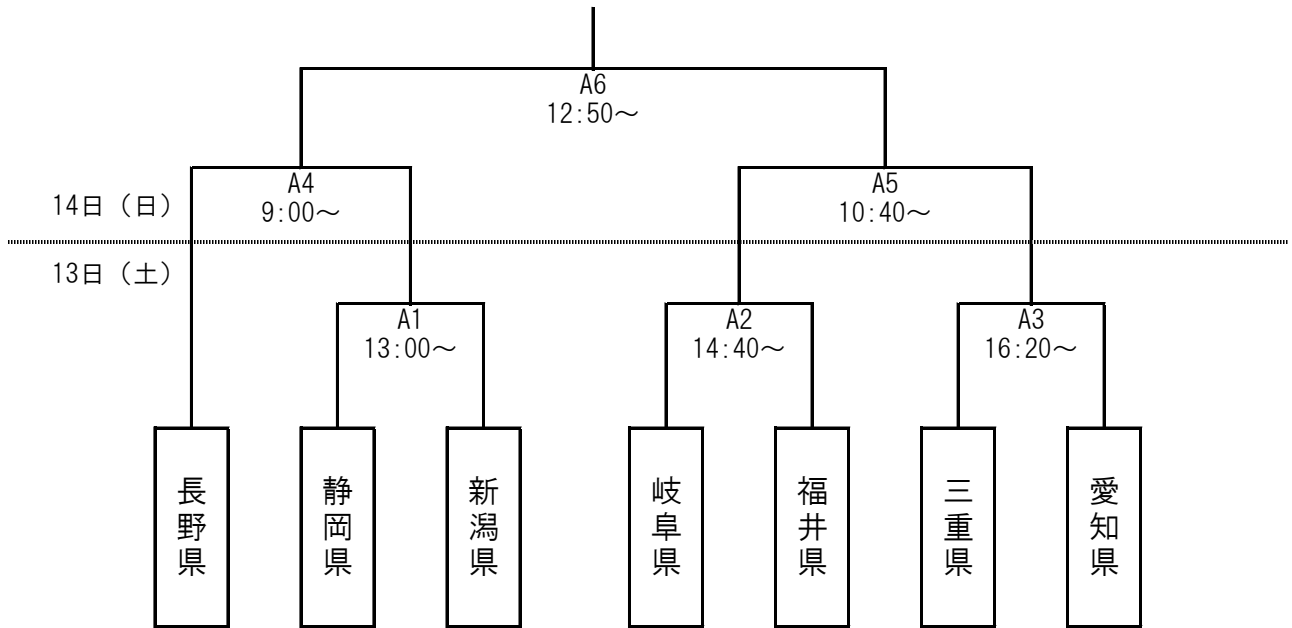 A6
12:50～
A4
9:00～
A5
10:40～
14日（日）
13日（土）
A1
13:00～
A2
14:40～
A3
16:20～
長野県
静岡県
新潟県
岐阜県
福井県
三重県
愛知県